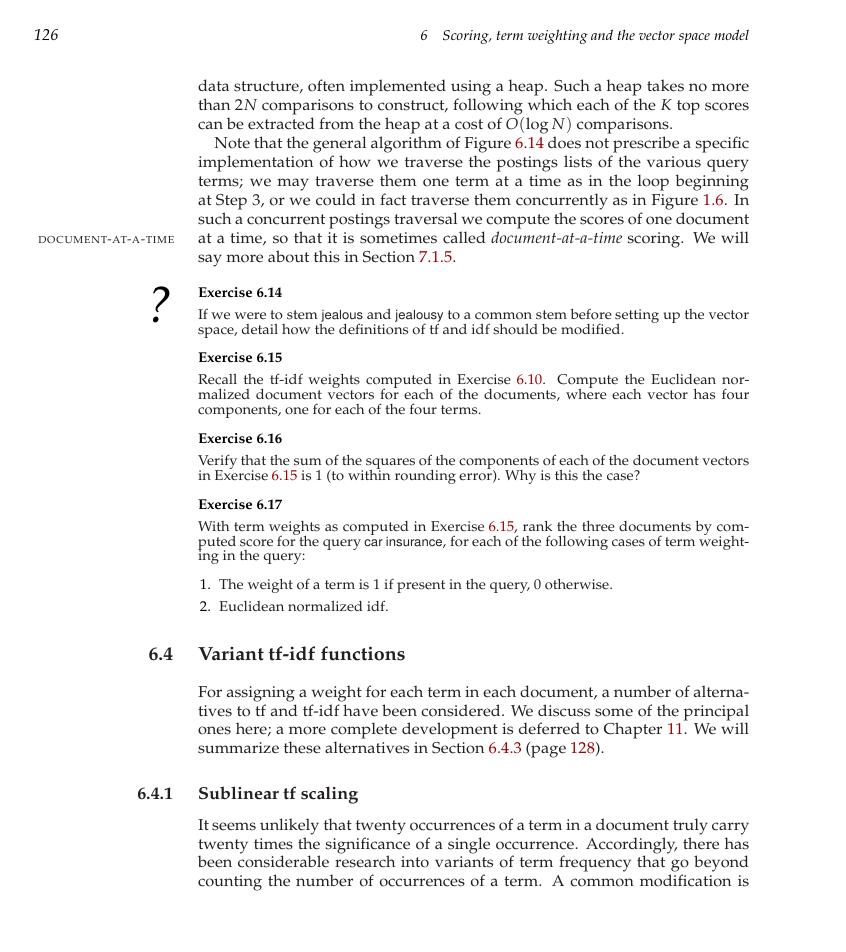 126
6 Scoring, term weighting and the vector space model
data structure, often implemented using a heap. Such a heap takes no more
than 2N comparisons to construct, following which each of the K top scores
can be extracted from the heap at a cost of O(log N) comparisons.
Note that the general algorithm of Figure 6.14 does not prescribe a specific
implementation of how we traverse the postings lists of the various query
terms; we may traverse them one term at a time as in the loop beginning
at Step 3, or we could in fact traverse them concurrently as in Figure 1.6. In
such a concurrent postings traversal we compute the scores of one document
DOCUMENT-AT-A-TIME
at a time, so that it is sometimes called document-at-a-time scoring. We will
say more about this in Section 7.1.5.
?
Exercise 6.14
If we were to stem jealous and jealousy to a common stem before setting up the vector
space, detail how the definitions of tf and idf should be modified.
Exercise 6.15
Recall the tf-idf weights computed in Exercise 6.10. Compute the Euclidean nor-
malized document vectors for each of the documents, where each vector has four
components, one for each of the four terms.
Exercise 6.16
Verify that the sum of the squares of the components of each of the document vectors
in Exercise 6.15 is 1 (to within rounding error). Why is this the case?
Exercise 6.17
With term weights as computed in Exercise 6.15, rank the three documents by com-
puted score for the query car insurance, for each of the following cases of term weight-
ing in the query:
1. The weight of a term is 1 if present in the query, 0 otherwise.
2. Euclidean normalized idf.
6.4 Variant tf-idf functions
For assigning a weight for each term in each document, a number of alterna-
tives to tf and tf-idf have been considered. We discuss some of the principal
ones here; a more complete development is deferred to Chapter 11. We will
summarize these alternatives in Section 6.4.3 (page 128).
6.4.1 Sublinear tf scaling
It seems unlikely that twenty occurrences of a term in a document truly carry
twenty times the significance of a single occurrence. Accordingly, there has
been considerable research into variants of term frequency that go beyond
counting the number of occurrences of a term. A common modification is